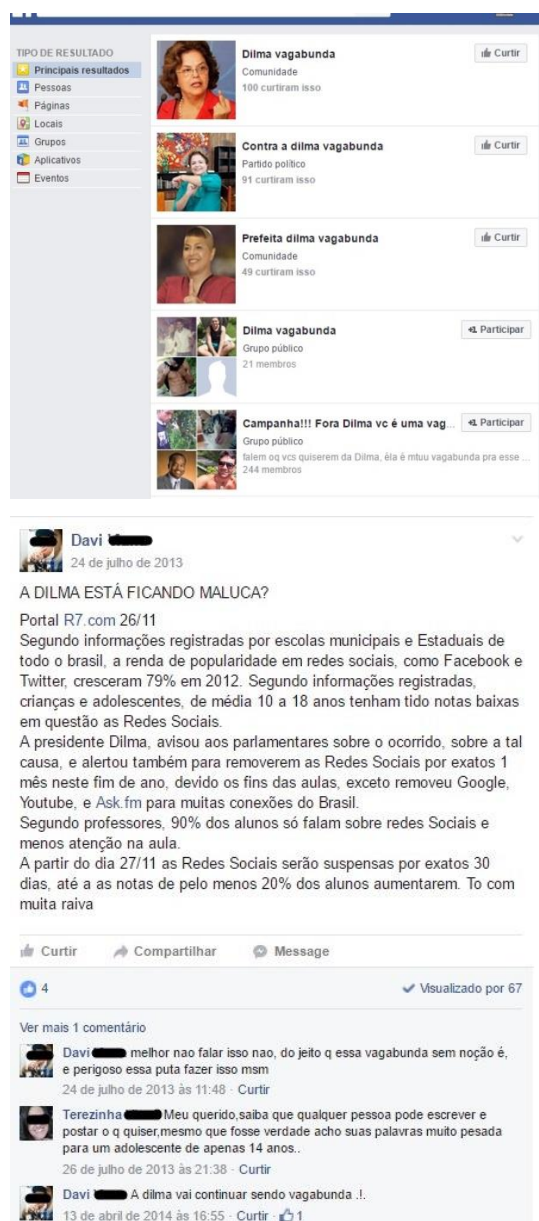 TIPO DE RESULTADO
Principais resultados
Pessoas
Páginas
Locais
Grupos
Aplicativos
Eventos
Dilma vagabunda
Comunidade
100 curtiram isso
Curtir
Contra a dilma vagabunda
Partido político
91 curtiram isso
Curtir
Prefeita dilma vagabunda
Comunidade
49 curtiram isso
Curtir
Dilma vagabunda
Grupo público
21 membros
Participar
Campanha!!! Fora Dilma vc é uma vag...
Grupo público
falem oq vcs quiserem da Dilma, éla é mtuu vagabunda pra esse ...
244 membros
Participar
Davi
24 de julho de 2013
A DILMA ESTÁ FICANDO MALUCA?
Portal R7.com 26/11
Segundo informações registradas por escolas municipais e Estaduais de
todo o brasil, a renda de popularidade em redes sociais, como Facebook e
Twitter, cresceram 79% em 2012. Segundo informações registradas,
crianças e adolescentes, de média 10 a 18 anos tenham tido notas baixas
em questão as Redes Sociais.
A presidente Dilma, avisou aos parlamentares sobre o ocorrido, sobre a tal
causa, e alertou também para removerem as Redes Sociais por exatos 1
mês neste fim de ano, devido os fins das aulas, exceto removeu Google,
Youtube, e Ask.fm para muitas conexões do Brasil.
Segundo professores, 90% dos alunos só falam sobre redes Sociais e
menos atenção na aula.
A partir do dia 27/11 as Redes Sociais serão suspensas por exatos 30
dias, até a as notas de pelo menos 20% dos alunos aumentarem. To com
muita raiva
Curtir Compartilhar Message
4 Visualizado por 67
Ver mais 1 comentário
Davi melhor nao falar isso nao, do jeito q essa vagabunda sem noção é,
e perigoso essa puta fazer isso msm
24 de julho de 2013 às 11:48 · Curtir
Terezinha Meu querido,saiba que qualquer pessoa pode escrever e
postar o q quiser,mesmo que fosse verdade acho suas palavras muito pesada
para um adolescente de apenas 14 anos..
26 de julho de 2013 às 21:38 · Curtir
Davi A dilma vai continuar sendo vagabunda .!.
13 de abril de 2014 às 16:55 · Curtir · 1